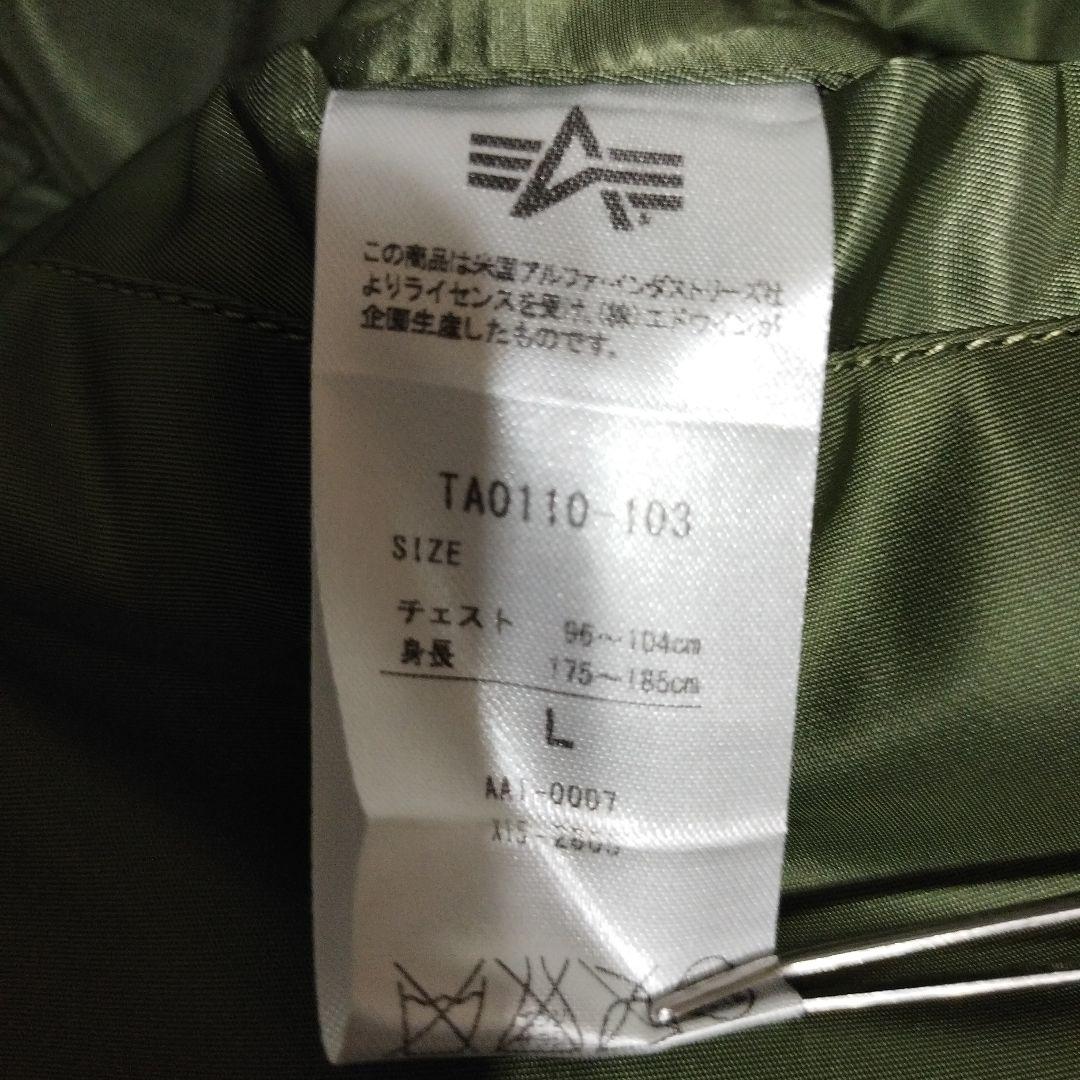 この商品は米国アルファ・インダストリーズ社
よりライセンスを受け、(株)エドウインが
企画生産したものです。
TA0110-103
SIZE
チェスト 96～104cm
身長 175～185cm
L
AA1-0007